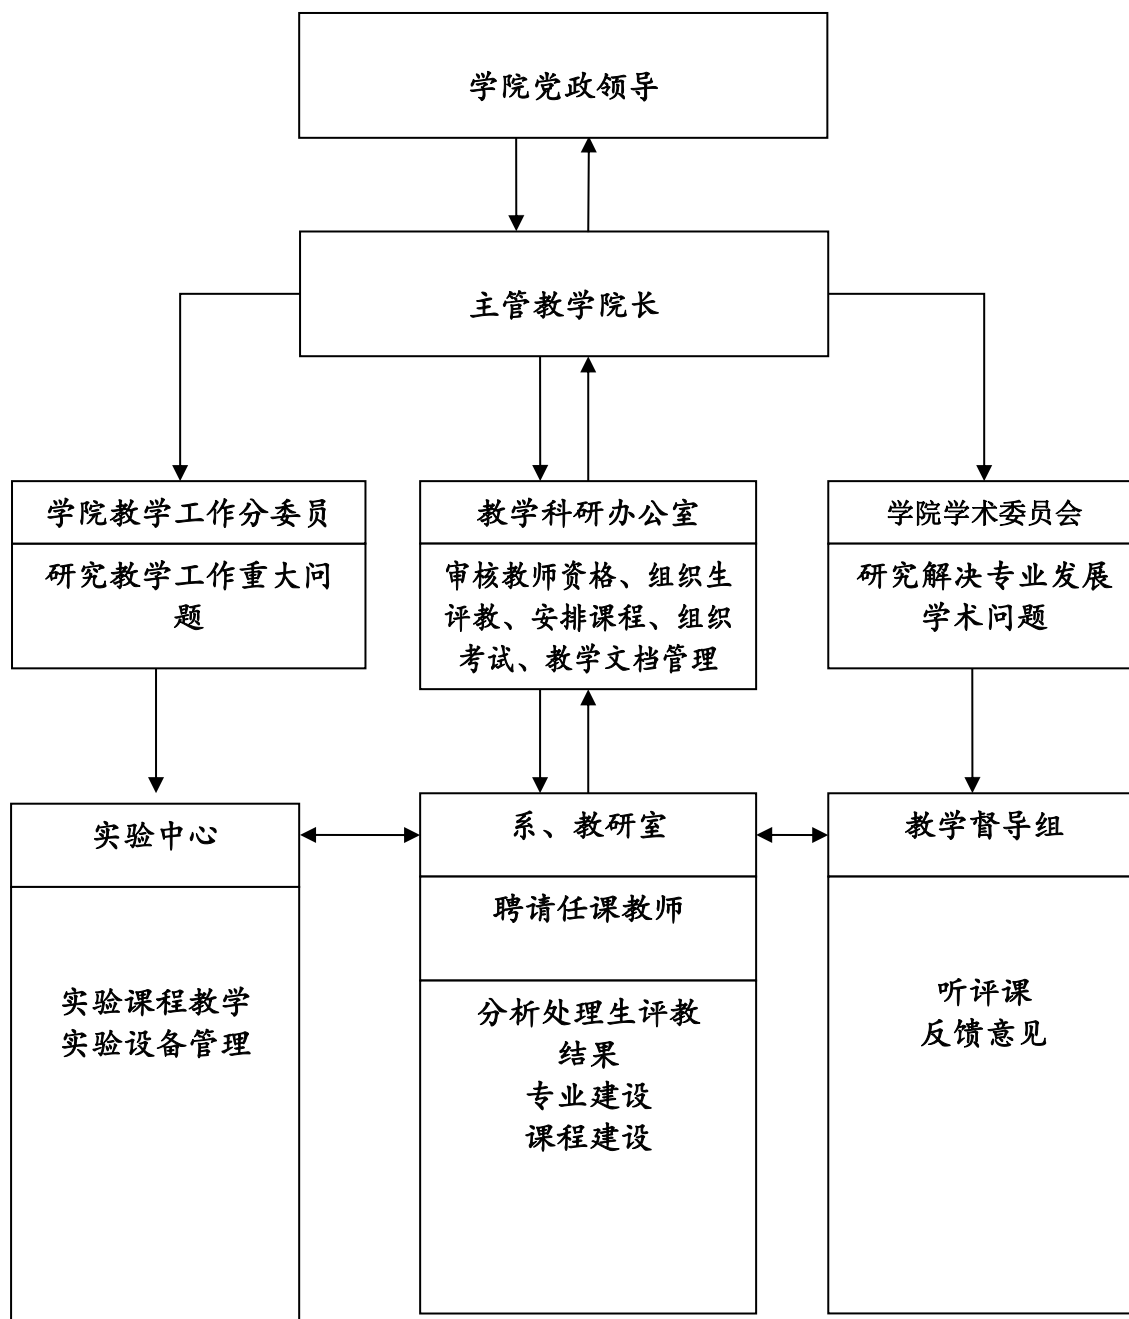 学院党政领导
主管教学院长
学院教学工作分委员
研究教学工作重大问
题
教学科研办公室
审核教师资格、组织生
评教、安排课程、组织
考试、教学文档管理
学院学术委员会
研究解决专业发展
学术问题
实验中心
实验课程教学
实验设备管理
系、教研室
聘请任课教师
分析处理生评教
结果
专业建设
课程建设
教学督导组
听评课
反馈意见